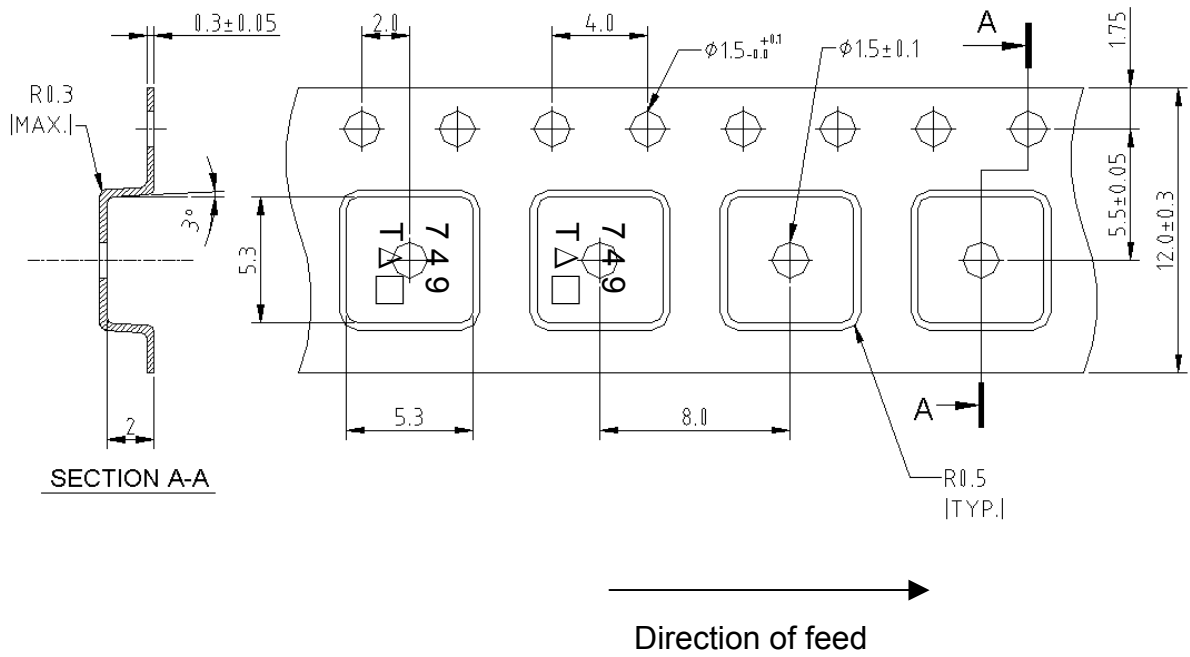 0.3±0.05
2.0
4.0
ϕ1.5 +0.1 -0.0
ϕ1.5±0.1
A
1.75
R0.3
|MAX.|
3°
5.3
749
T
749
T
5.5±0.05
12.0±0.3
2
5.3
8.0
A
R0.5
|TYP.|
SECTION A-A
Direction of feed